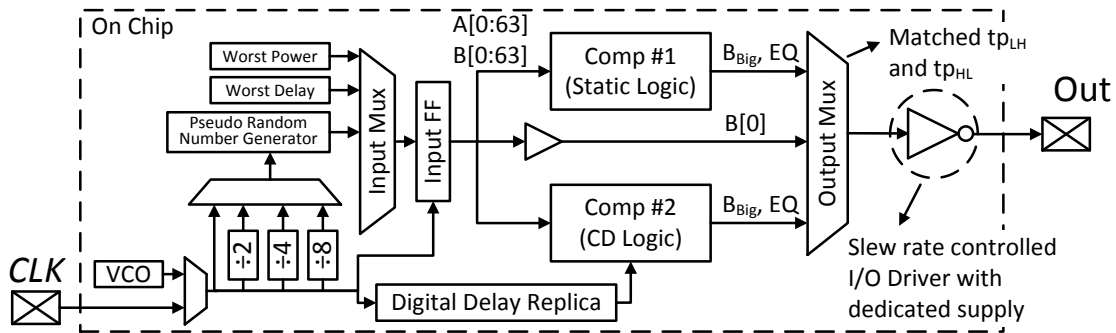 On Chip
Worst Power
Worst Delay
Pseudo Random
Number Generator
Input Mux
Input FF
A[0:63]
B[0:63]
Comp #1
(Static Logic)
B_Big, EQ
B[0]
Comp #2
(CD Logic)
B_Big, EQ
Output Mux
Matched tp_LH
and tp_HL
Out
÷2
÷4
÷8
CLK
VCO
Digital Delay Replica
Slew rate controlled
I/O Driver with
dedicated supply